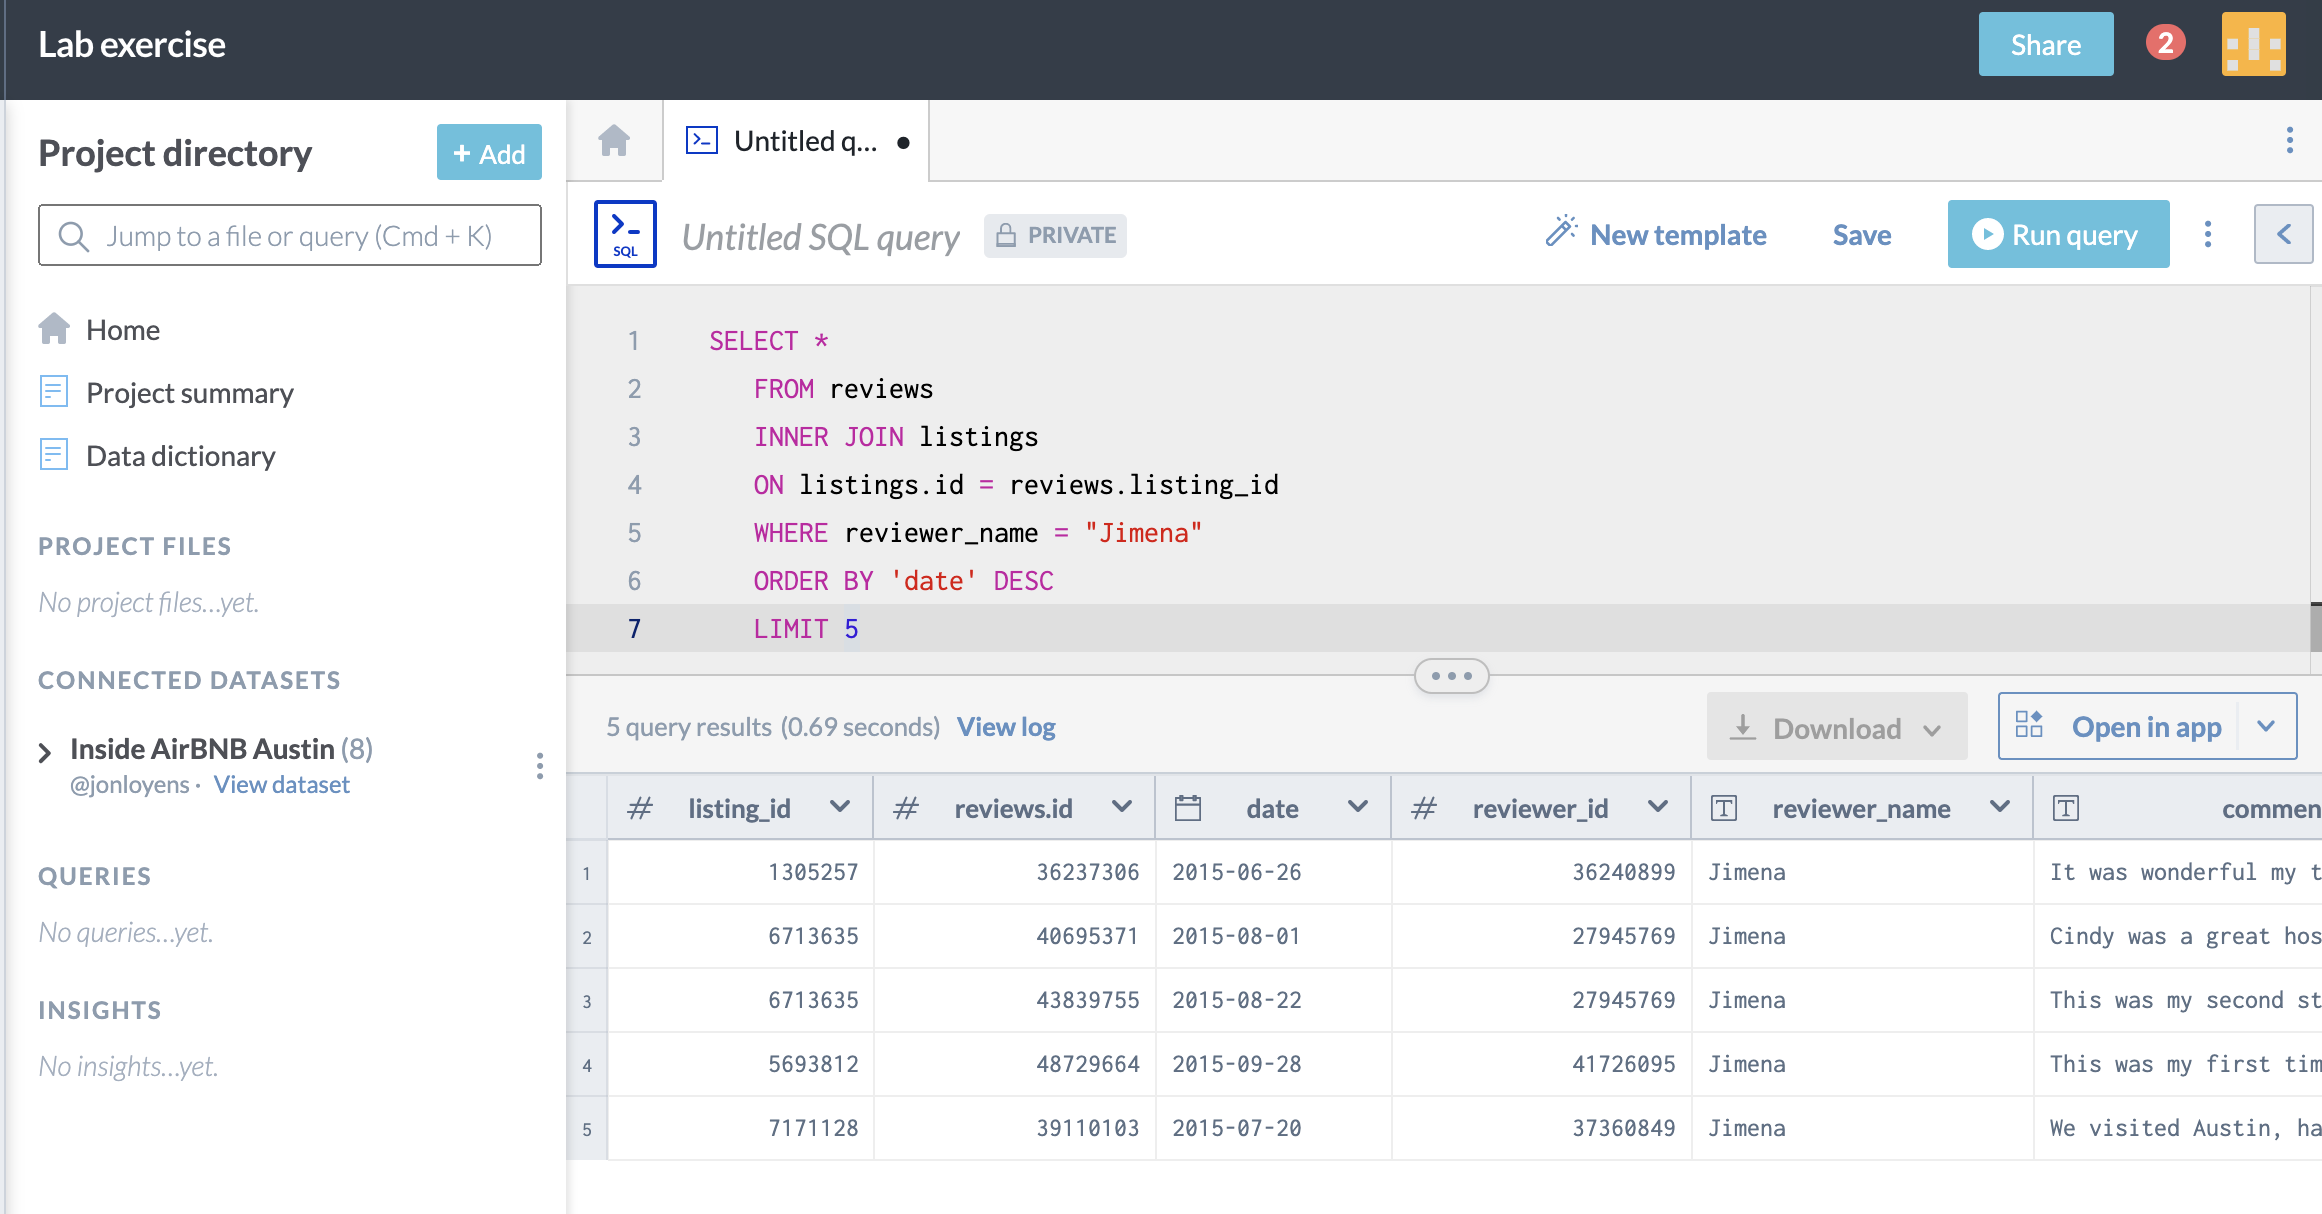 Lab exercise
Share
2
Project directory
+ Add
Jump to a file or query (Cmd + K)
Home
Project summary
Data dictionary
PROJECT FILES
No project files...yet.
CONNECTED DATASETS
Inside AirBNB Austin (8)
@jonloyens · View dataset
QUERIES
No queries...yet.
INSIGHTS
No insights...yet.
Untitled q...
SQL
Untitled SQL query
PRIVATE
New template
Save
Run query
1 SELECT *
2 FROM reviews
3 INNER JOIN listings
4 ON listings.id = reviews.listing_id
5 WHERE reviewer_name = "Jimena"
6 ORDER BY 'date' DESC
7 LIMIT 5
5 query results (0.69 seconds) View log
Download
Open in app
# listing_id # reviews.id date # reviewer_id T reviewer_name T commen
1 1305257 36237306 2015-06-26 36240899 Jimena It was wonderful my t
2 6713635 40695371 2015-08-01 27945769 Jimena Cindy was a great hos
3 6713635 43839755 2015-08-22 27945769 Jimena This was my second st
4 5693812 48729664 2015-09-28 41726095 Jimena This was my first tim
5 7171128 39110103 2015-07-20 37360849 Jimena We visited Austin, ha